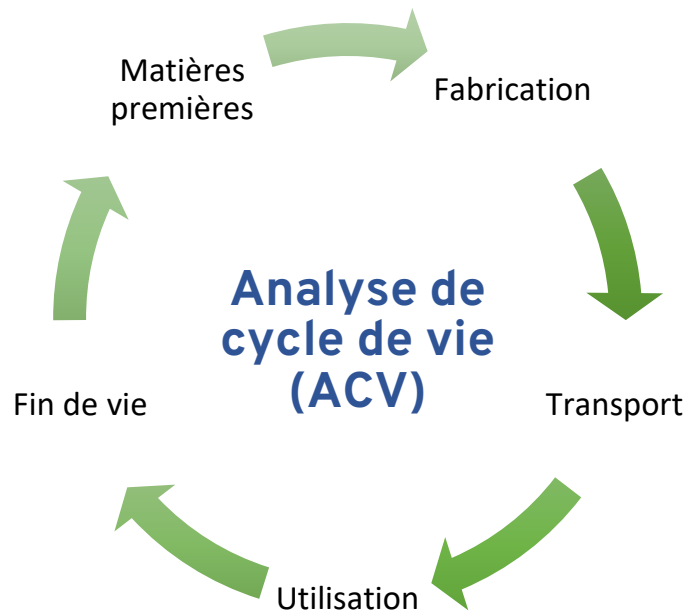 Matières
premières
Fabrication
Analyse de
cycle de vie
(ACV)
Fin de vie
Transport
Utilisation